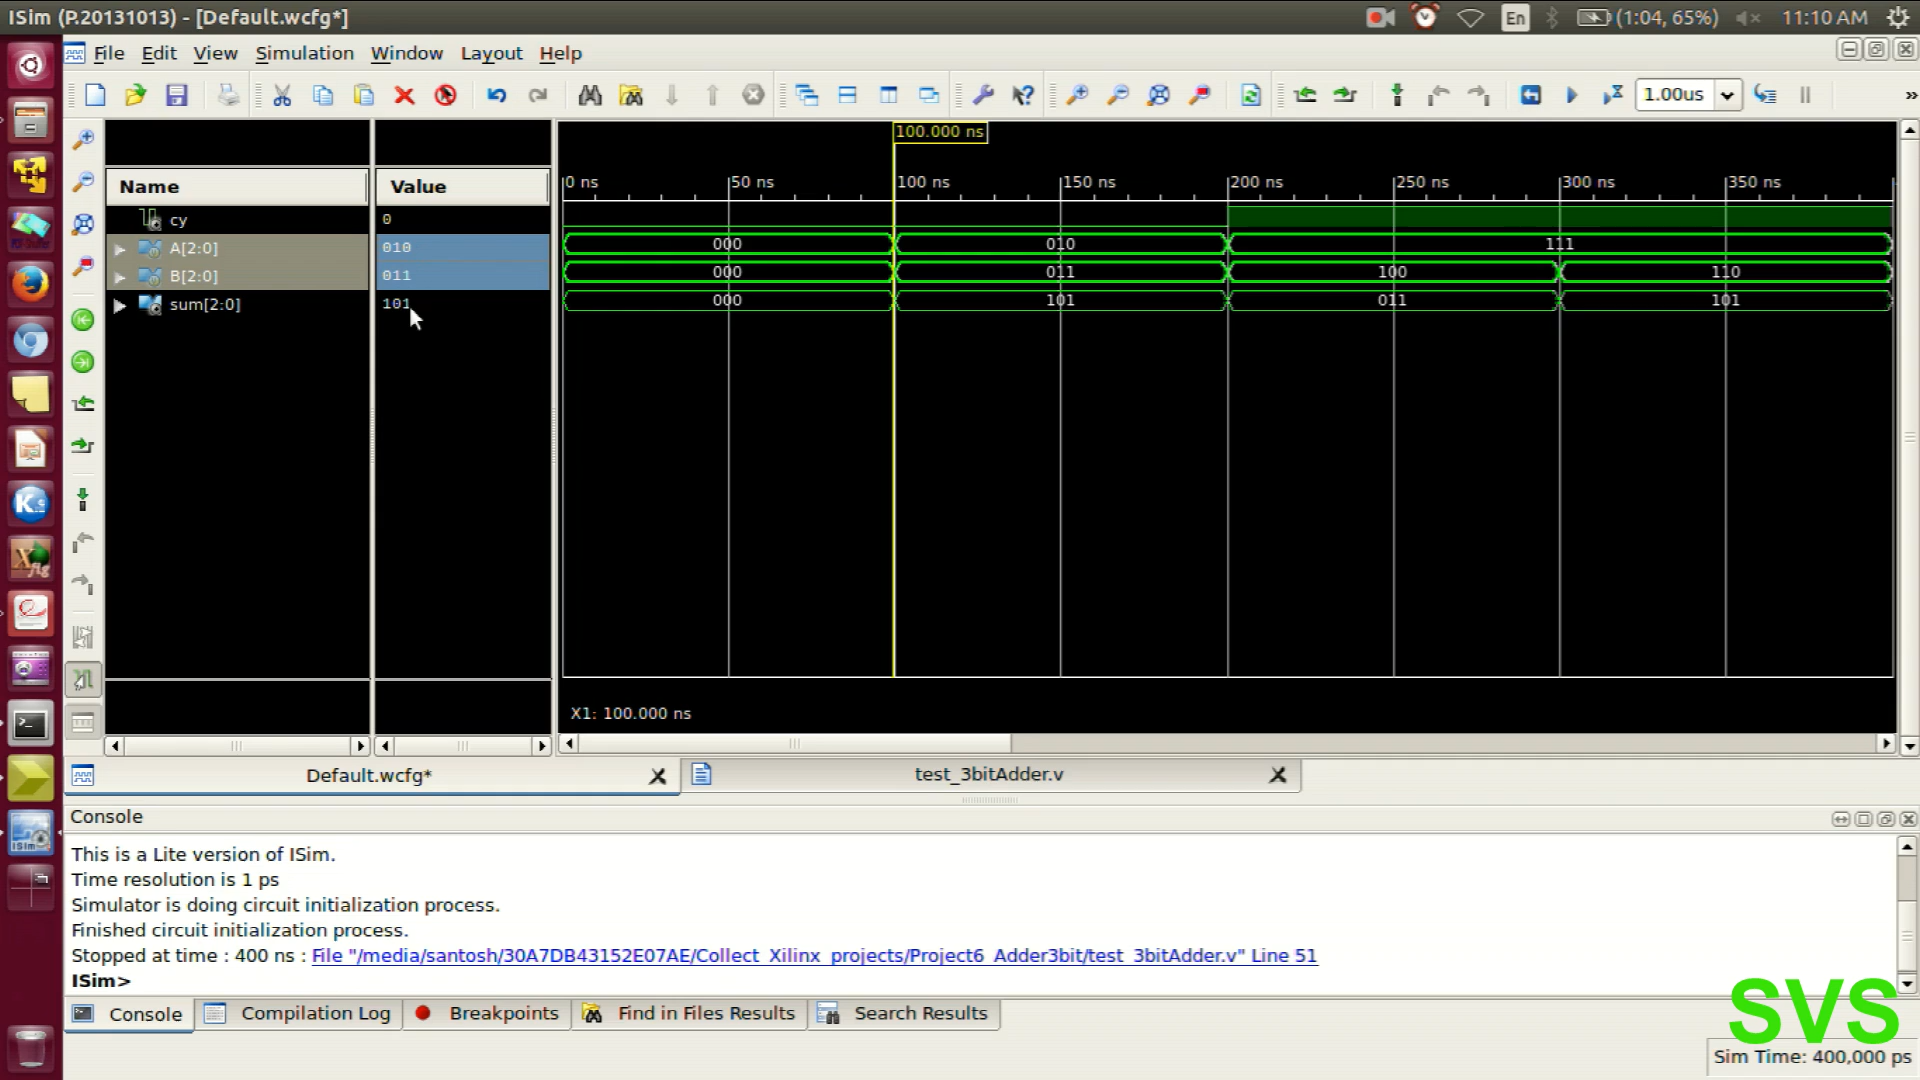 ISim (P.20131013) - [Default.wcfg*]
En
(1:04, 65%)
11:10 AM
File Edit View Simulation Window Layout Help
1.00us
»
100.000 ns
Name
Value
0 ns
50 ns
100 ns
150 ns
200 ns
250 ns
300 ns
350 ns
cy
0
A[2:0]
010
000
010
111
B[2:0]
011
000
011
100
110
sum[2:0]
101
000
101
011
101
X1: 100.000 ns
Default.wcfg*
test_3bitAdder.v
Console
This is a Lite version of ISim.
Time resolution is 1 ps
Simulator is doing circuit initialization process.
Finished circuit initialization process.
Stopped at time : 400 ns : File "/media/santosh/30A7DB43152E07AE/Collect_Xilinx_projects/Project6_Adder3bit/test_3bitAdder.v" Line 51
ISim>
Console
Compilation Log
Breakpoints
Find in Files Results
Search Results
SVS
Sim Time: 400,000 ps